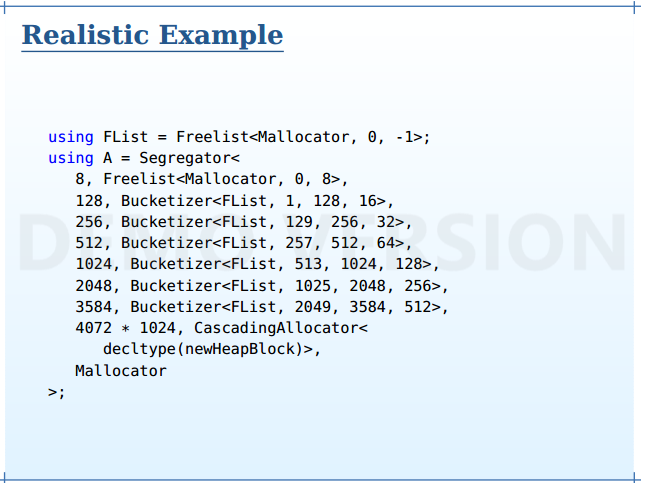 Realistic Example
using FList = Freelist<Mallocator, 0, -1>;
using A = Segregator<
8, Freelist<Mallocator, 0, 8>,
128, Bucketizer<FList, 1, 128, 16>,
256, Bucketizer<FList, 129, 256, 32>,
DEMO VERSION
512, Bucketizer<FList, 257, 512, 64>,
1024, Bucketizer<FList, 513, 1024, 128>,
2048, Bucketizer<FList, 1025, 2048, 256>,
3584, Bucketizer<FList, 2049, 3584, 512>,
4072 * 1024, CascadingAllocator<
decltype(newHeapBlock)>,
Mallocator
>;